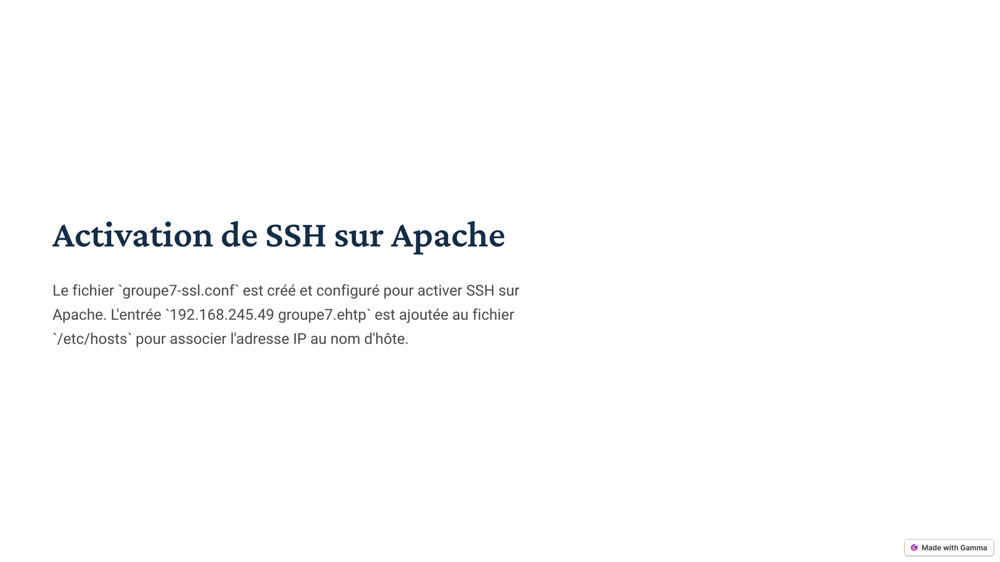 Activation de SSH sur Apache
Le fichier `groupe7-ssl.conf` est créé et configuré pour activer SSH sur
Apache. L'entrée `192.168.245.49 groupe7.ehtp` est ajoutée au fichier
`/etc/hosts` pour associer l'adresse IP au nom d'hôte.
Made with Gamma